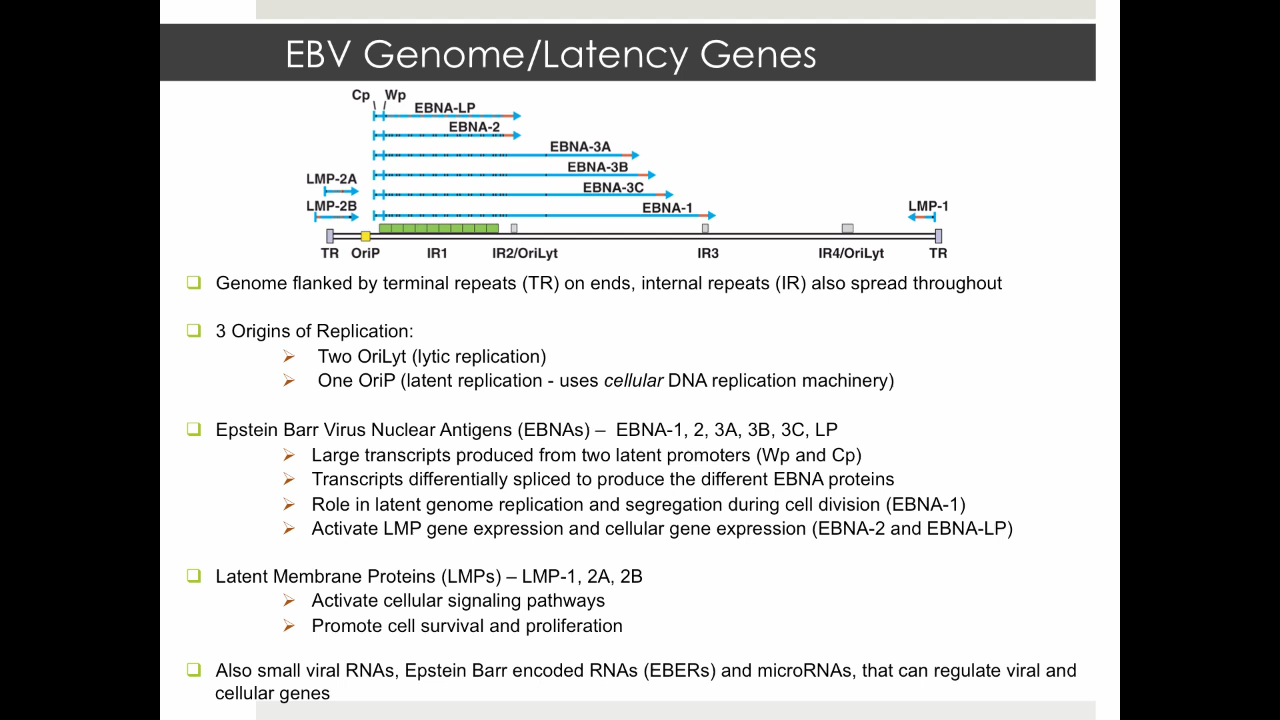 EBV Genome/Latency Genes
Cp Wp
EBNA-LP
EBNA-2
EBNA-3A
EBNA-3B
LMP-2A
EBNA-3C
LMP-2B EBNA-1 LMP-1
TR OriP IR1 IR2/OriLyt IR3 IR4/OriLyt TR
Genome flanked by terminal repeats (TR) on ends, internal repeats (IR) also spread throughout
3 Origins of Replication:
Two OriLyt (lytic replication)
One OriP (latent replication - uses cellular DNA replication machinery)
Epstein Barr Virus Nuclear Antigens (EBNAs) – EBNA-1, 2, 3A, 3B, 3C, LP
Large transcripts produced from two latent promoters (Wp and Cp)
Transcripts differentially spliced to produce the different EBNA proteins
Role in latent genome replication and segregation during cell division (EBNA-1)
Activate LMP gene expression and cellular gene expression (EBNA-2 and EBNA-LP)
Latent Membrane Proteins (LMPs) – LMP-1, 2A, 2B
Activate cellular signaling pathways
Promote cell survival and proliferation
Also small viral RNAs, Epstein Barr encoded RNAs (EBERs) and microRNAs, that can regulate viral and
cellular genes